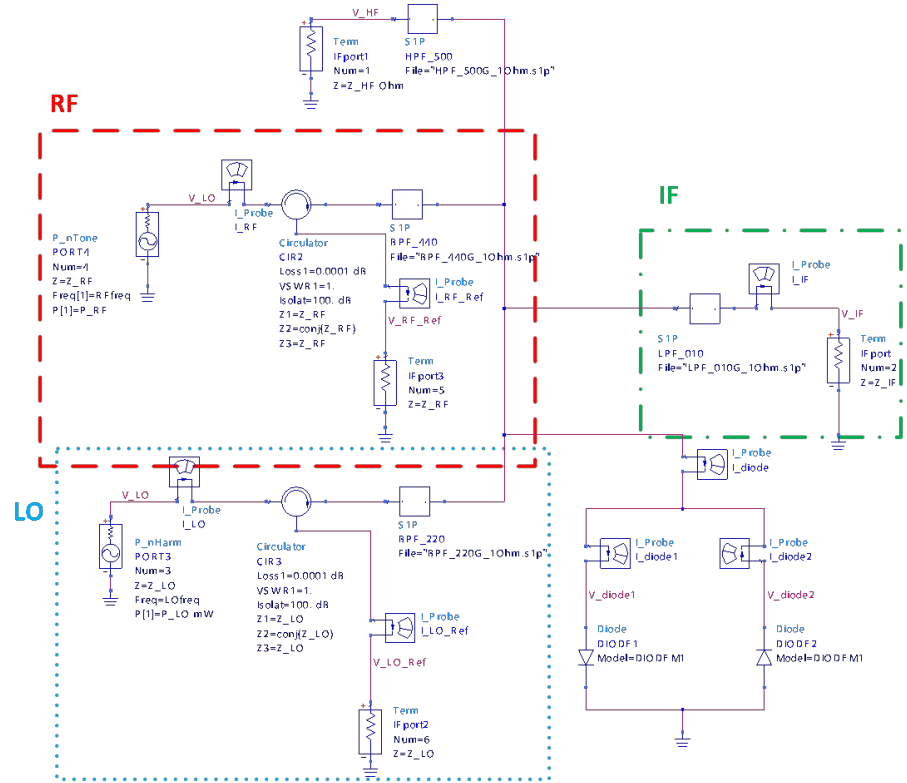 V_HF
Term
IFport1
Num=1
Z=Z_HF Ohm
S1P
HPF_500
File="HPF_500G_1Ohm.s1p"
RF
V_LO
I_Probe
I_RF
P_nTone
PORT4
Num=4
Z=Z_RF
Freq[1]=RFfreq
P[1]=P_RF
Circulator
CIR2
Loss1=0.0001 dB
VSWR1=1.
Isolat=100. dB
Z1=Z_RF
Z2=conj(Z_RF)
Z3=Z_RF
S1P
BPF_440
File="BPF_440G_1Ohm.s1p"
I_Probe
I_RF_Ref
V_RF_Ref
Term
IFport3
Num=5
Z=Z_RF
IF
I_Probe
I_IF
S1P
LPF_010
File="LPF_010G_1Ohm.s1p"
V_IF
Term
IFport
Num=2
Z=Z_IF
LO
V_LO
I_Probe
I_LO
P_nHarm
PORT3
Num=3
Z=Z_LO
Freq=LOfreq
P[1]=P_LO mW
Circulator
CIR3
Loss1=0.0001 dB
VSWR1=1.
Isolat=100. dB
Z1=Z_LO
Z2=conj(Z_LO)
Z3=Z_LO
S1P
BPF_220
File="BPF_220G_1Ohm.s1p"
I_Probe
I_LO_Ref
V_LO_Ref
Term
IFport2
Num=6
Z=Z_LO
I_Probe
I_diode
I_Probe
I_diode1
I_Probe
I_diode2
V_diode1
V_diode2
Diode
DIODF1
Model=DIODFM1
Diode
DIODF2
Model=DIODFM1